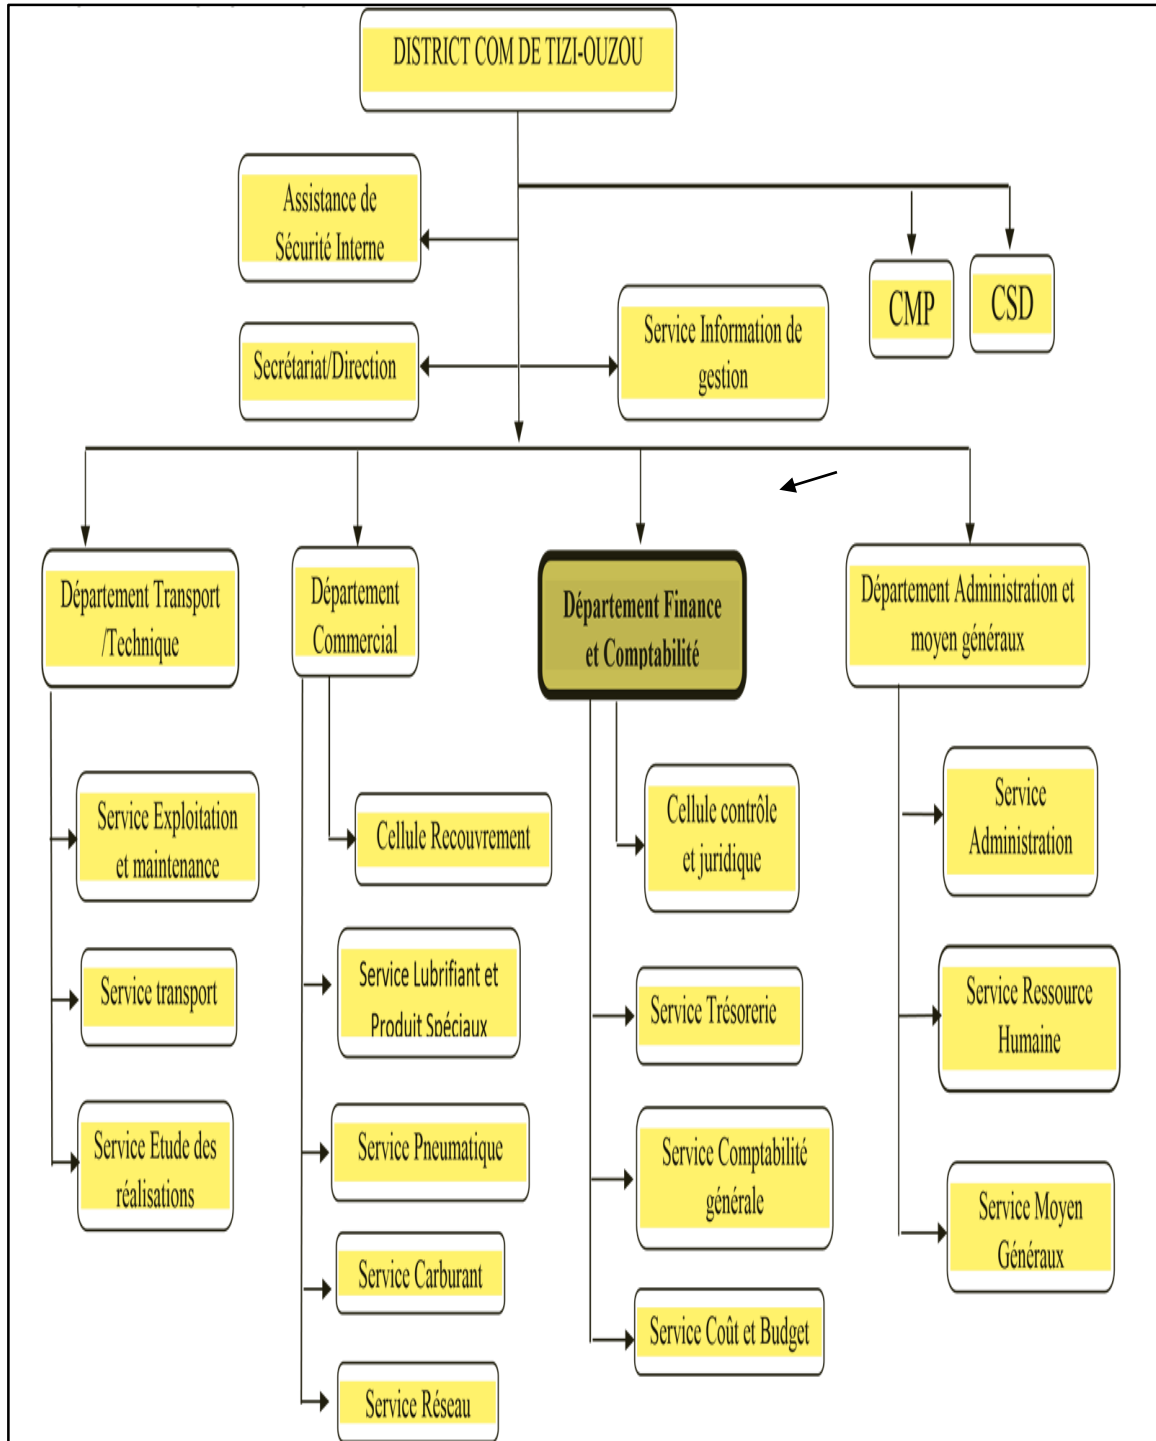 DISTRICT COM DE TIZI-OUZOU
Assistance de
Sécurité Interne
CMP
CSD
Secrétariat/Direction
Service Information de
gestion
Département Transport
/Technique
Département
Commercial
Département Finance
et Comptabilité
Département Administration et
moyen généraux
Service Exploitation
et maintenance
Service transport
Service Etude des
réalisations
Cellule Recouvrement
Service Lubrifiant et
Produit Spéciaux
Service Pneumatique
Service Carburant
Service Réseau
Cellule contrôle
et juridique
Service Trésorerie
Service Comptabilité
générale
Service Coût et Budget
Service
Administration
Service Ressource
Humaine
Service Moyen
Généraux